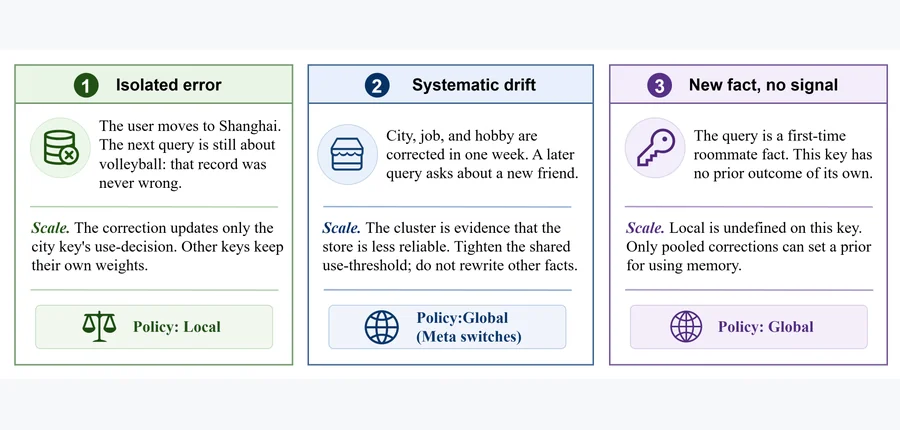 1 Isolated error
The user moves to Shanghai.
The next query is still about
volleyball: that record was
never wrong.
Scale. The correction updates only the
city key's use-decision. Other keys keep
their own weights.
Policy: Local
2 Systematic drift
City, job, and hobby are
corrected in one week. A later
query asks about a new friend.
Scale. The cluster is evidence that the
store is less reliable. Tighten the shared
use-threshold; do not rewrite other facts.
Policy:Global
(Meta switches)
3 New fact, no signal
The query is a first-time
roommate fact. This key has
no prior outcome of its own.
Scale. Local is undefined on this key.
Only pooled corrections can set a prior
for using memory.
Policy: Global